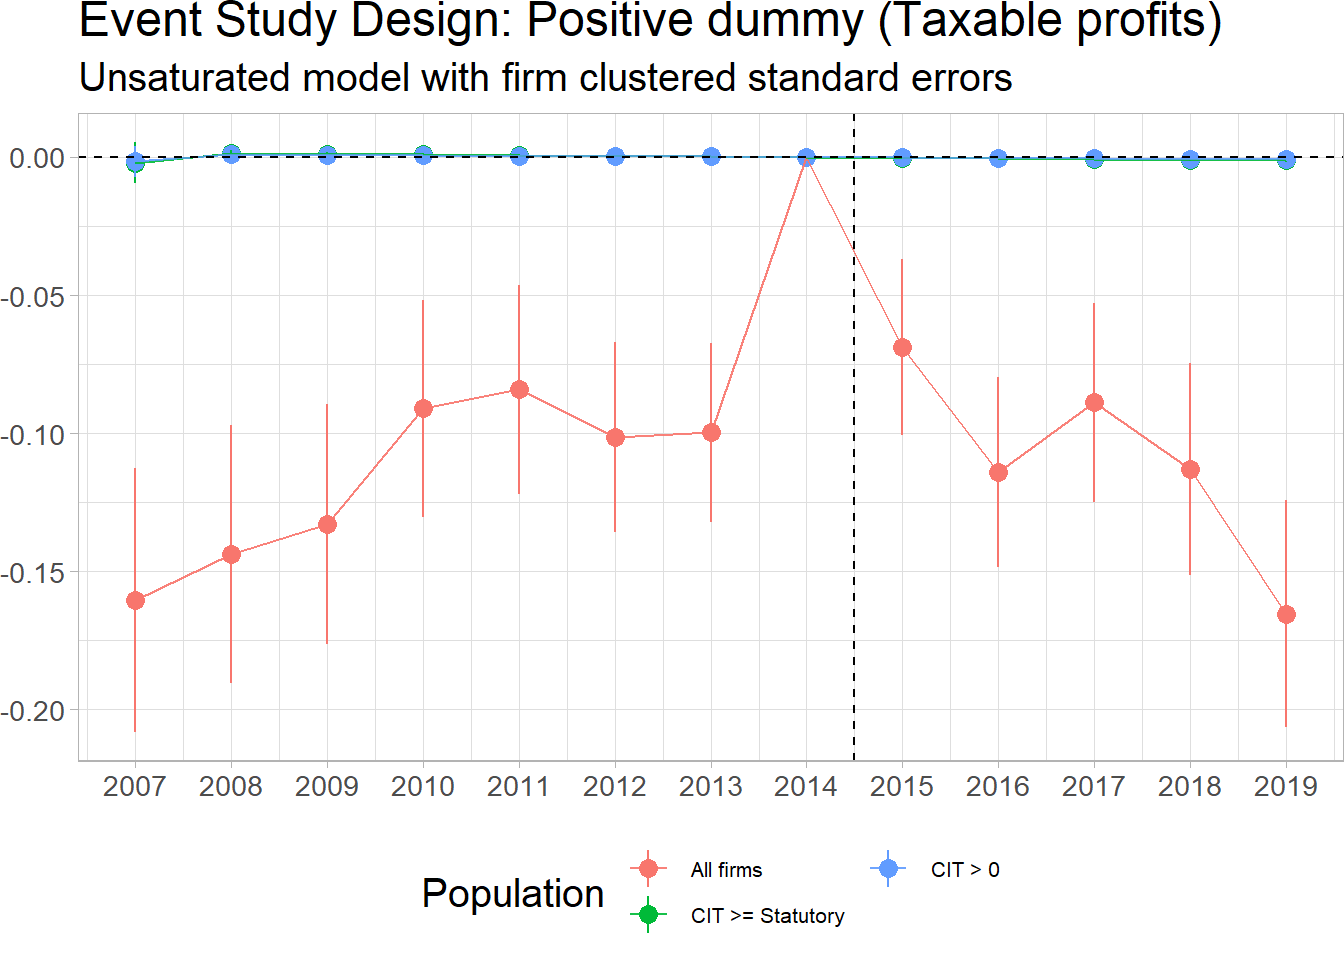 Event Study Design: Positive dummy (Taxable profits)
Unsaturated model with firm clustered standard errors
0.00
-0.05
-0.10
-0.15
-0.20
2007 2008 2009 2010 2011 2012 2013 2014 2015 2016 2017 2018 2019
Population
All firms
CIT >= Statutory
CIT > 0